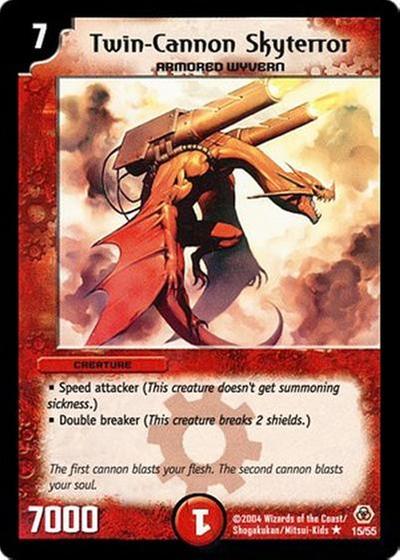 7
Twin-Cannon Skyterror
ARMORED WYVERN
CREATURE
▪ Speed attacker (This creature doesn't get summoning
sickness.)
▪ Double breaker (This creature breaks 2 shields.)
The first cannon blasts your flesh. The second cannon blasts
your soul.
7000
1
©2004 Wizards of the Coast/
Shogakukan/Mitsui-Kids ★ 15/55